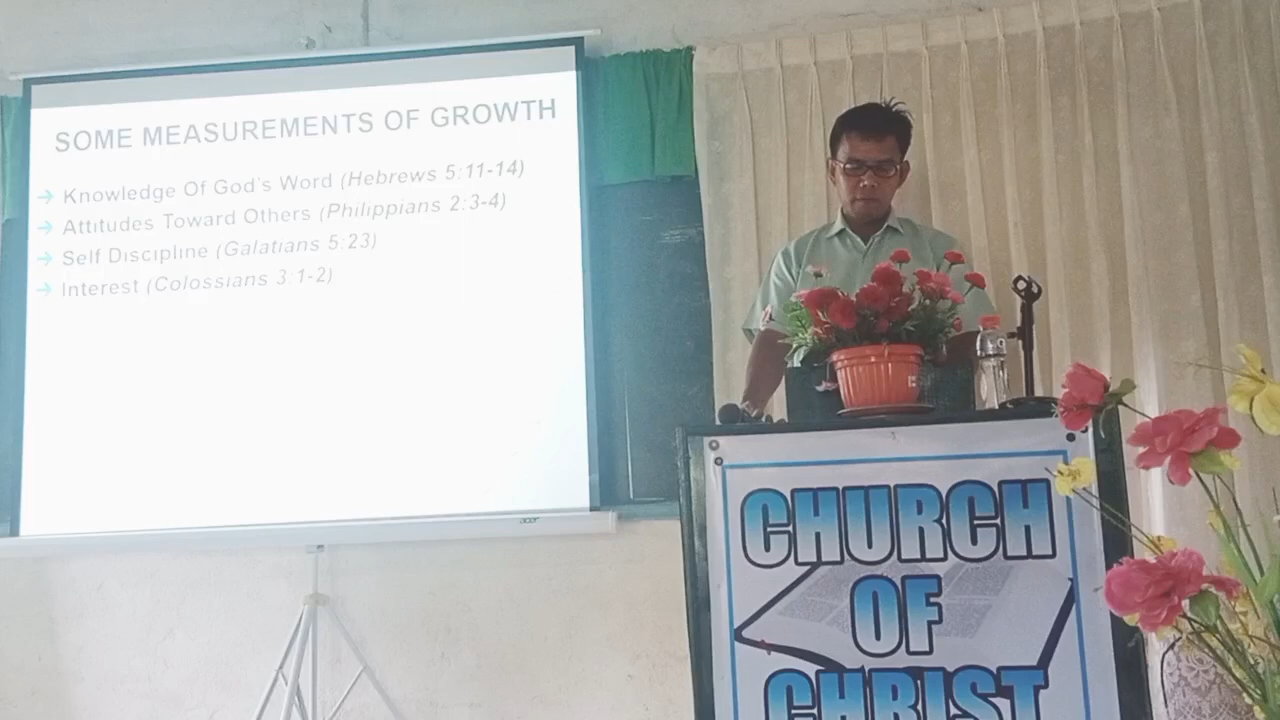 SOME MEASUREMENTS OF GROWTH
Knowledge Of God's Word (Hebrews 5:11-14)
Attitudes Toward Others (Philippians 2:3-4)
Self Discipline (Galatians 5:23)
Interest (Colossians 3:1-2)
acer
CHURCH
OF
CHRIST